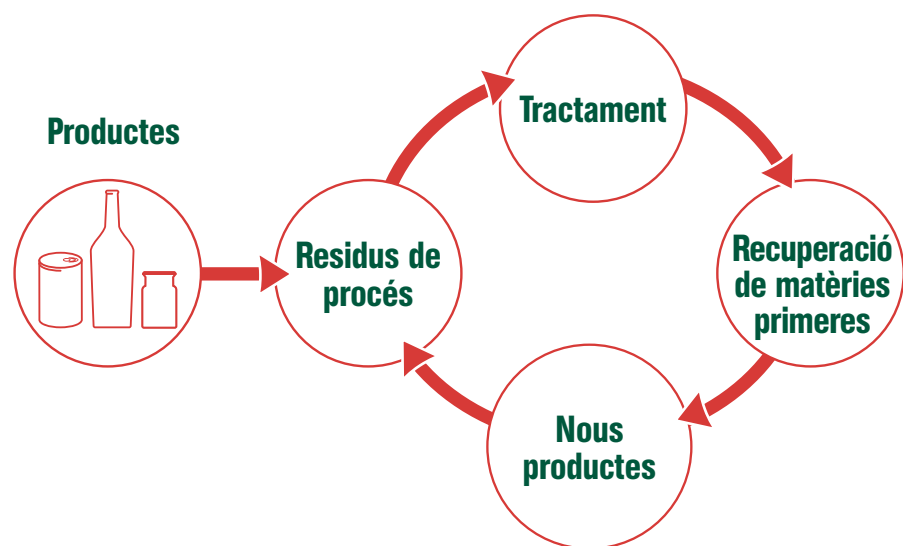 Productes
Residus de
procés
Tractament
Recuperació
de matèries
primeres
Nous
productes